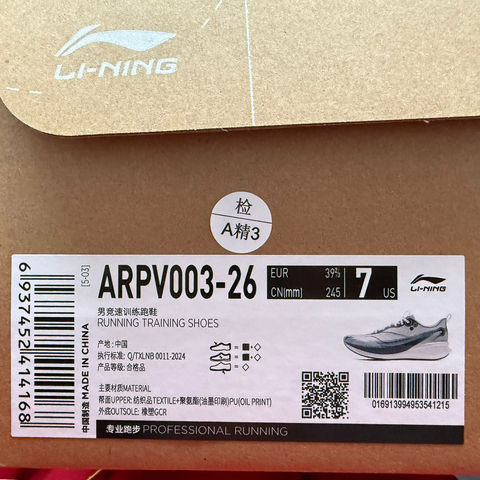 LI-NING
检
A精3
6937452414168
中国制造 MADE IN CHINA
[5-03]
ARPV003-26
男竞速训练跑鞋
RUNNING TRAINING SHOES
产地: 中国
执行标准: Q/TXLNB 0011-2024
产品等级: 合格品
EUR 39⅓
CN(mm) 245
7 US
LI-NING
主要材质MATERIAL
帮面UPPER: 纺织品TEXTILE+聚氨酯(油墨印刷)PU(OIL PRINT)
外底OUTSOLE: 橡塑GCR
016913994953541215
专业跑步 PROFESSIONAL RUNNING